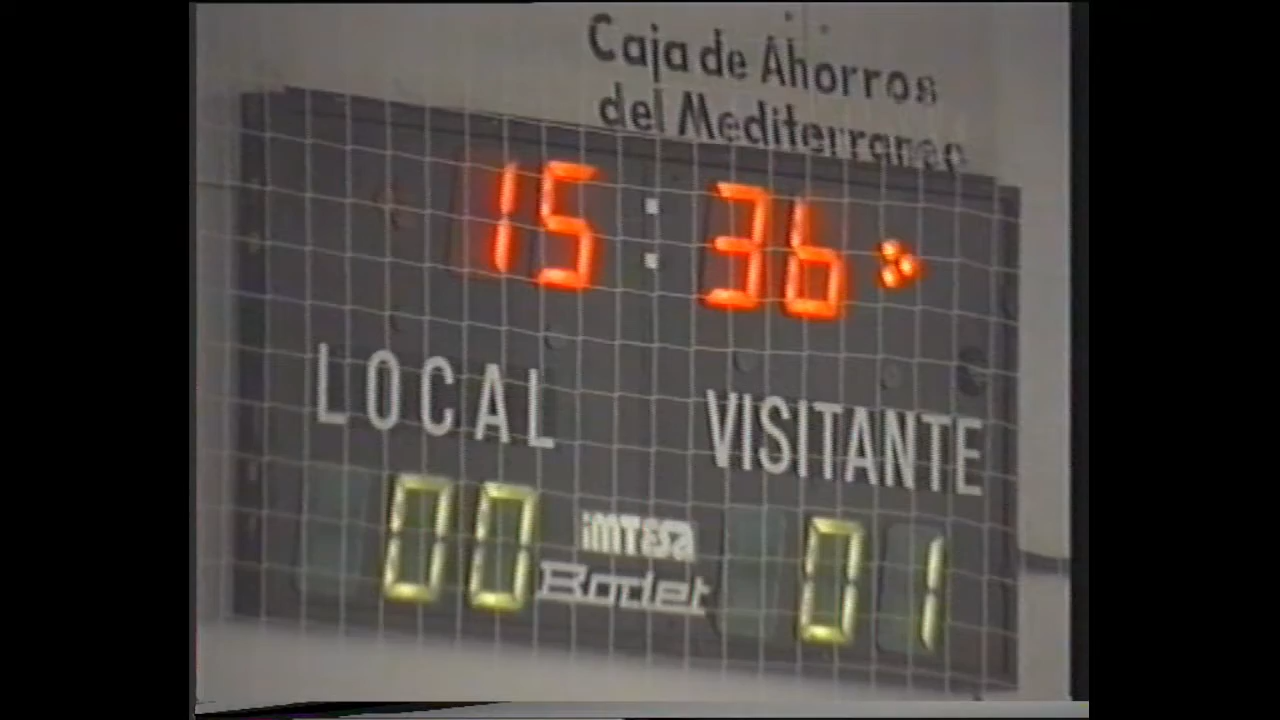 Caja de Ahorros
del Mediterraneo
15:36
LOCAL VISITANTE
00 01
iMTESA
Bodet